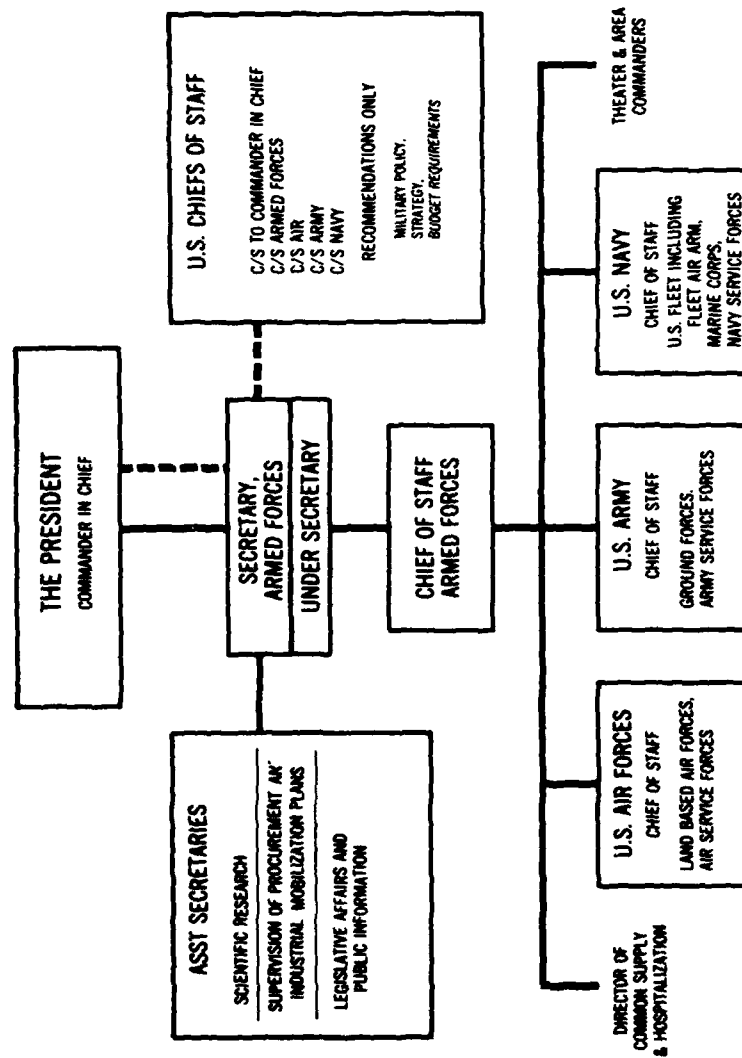 THE PRESIDENT
COMMANDER IN CHIEF
ASST SECRETARIES
SCIENTIFIC RESEARCH
SUPERVISION OF PROCUREMENT AN
INDUSTRIAL MOBILIZATION PLANS
LEGISLATIVE AFFAIRS AND
PUBLIC INFORMATION
SECRETARY,
ARMED FORCES
UNDER SECRETARY
U.S. CHIEFS OF STAFF
C/S TO COMMANDER IN CHIEF
C/S ARMED FORCES
C/S AIR
C/S ARMY
C/S NAVY
RECOMMENDATIONS ONLY
MILITARY POLICY,
STRATEGY,
BUDGET REQUIREMENTS
CHIEF OF STAFF
ARMED FORCES
DIRECTOR OF
COMMON SUPPLY
& HOSPITALIZATION
U.S. AIR FORCES
CHIEF OF STAFF
LAND BASED AIR FORCES,
AIR SERVICE FORCES
U.S. ARMY
CHIEF OF STAFF
GROUND FORCES,
ARMY SERVICE FORCES
U.S. NAVY
CHIEF OF STAFF
U.S. FLEET INCLUDING
FLEET AIR ARM,
MARINE CORPS,
NAVY SERVICE FORCES
THEATER & AREA
COMMANDERS